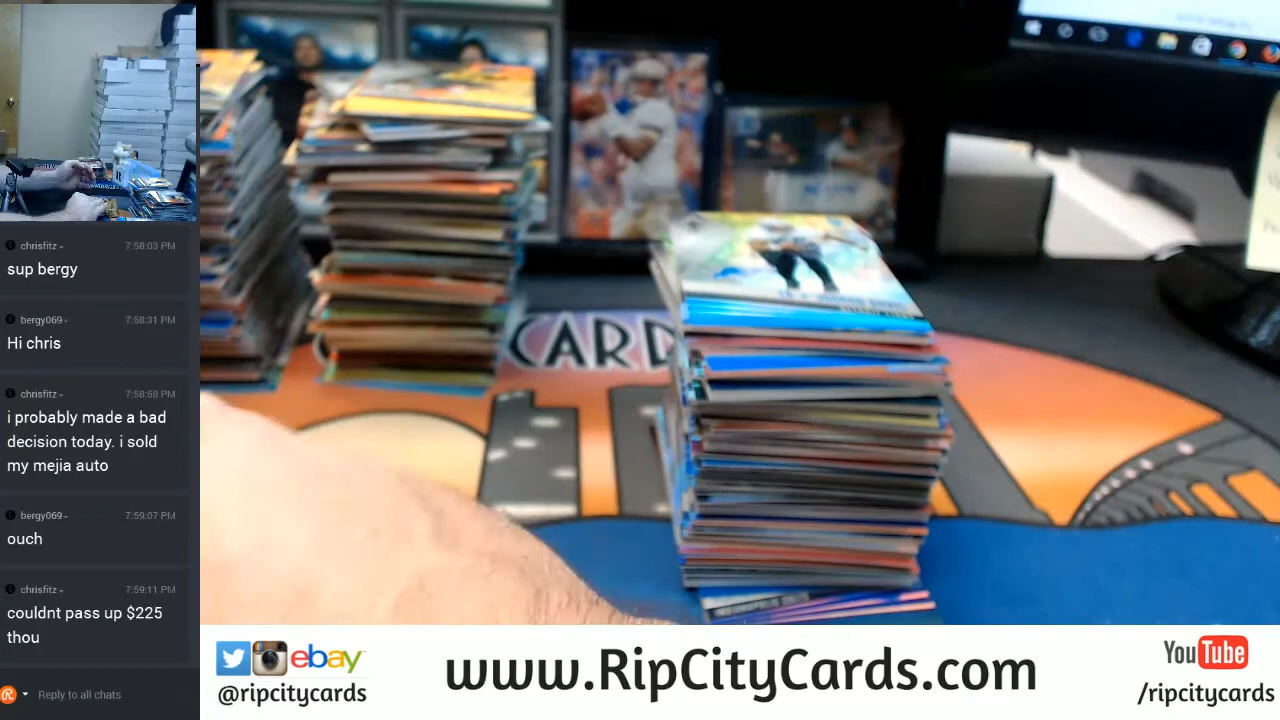 chrisfitz 7:58:03 PM
sup bergy
bergy069 7:58:31 PM
Hi chris
chrisfitz 7:58:58 PM
i probably made a bad
decision today. i sold
my mejia auto
bergy069 7:59:07 PM
ouch
chrisfitz 7:59:11 PM
couldnt pass up $225
thou
Reply to all chats
CARD
ebay
@ripcitycards
www.RipCityCards.com
YouTube
/ripcitycards